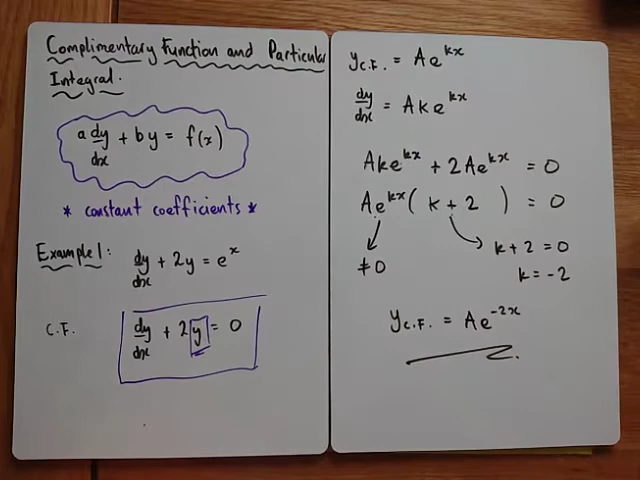 Complimentary Function and Particular
Integral.
a dy/dx + by = f(x)
* constant coefficients *
Example 1: dy/dx + 2y = e^x
C.F. dy/dx + 2y = 0
y_C.F. = Ae^kx
dy/dx = Ake^kx
Ake^kx + 2Ae^kx = 0
Ae^kx( k + 2 ) = 0
≠0
k + 2 = 0
k = -2
y_C.F. = Ae^-2x